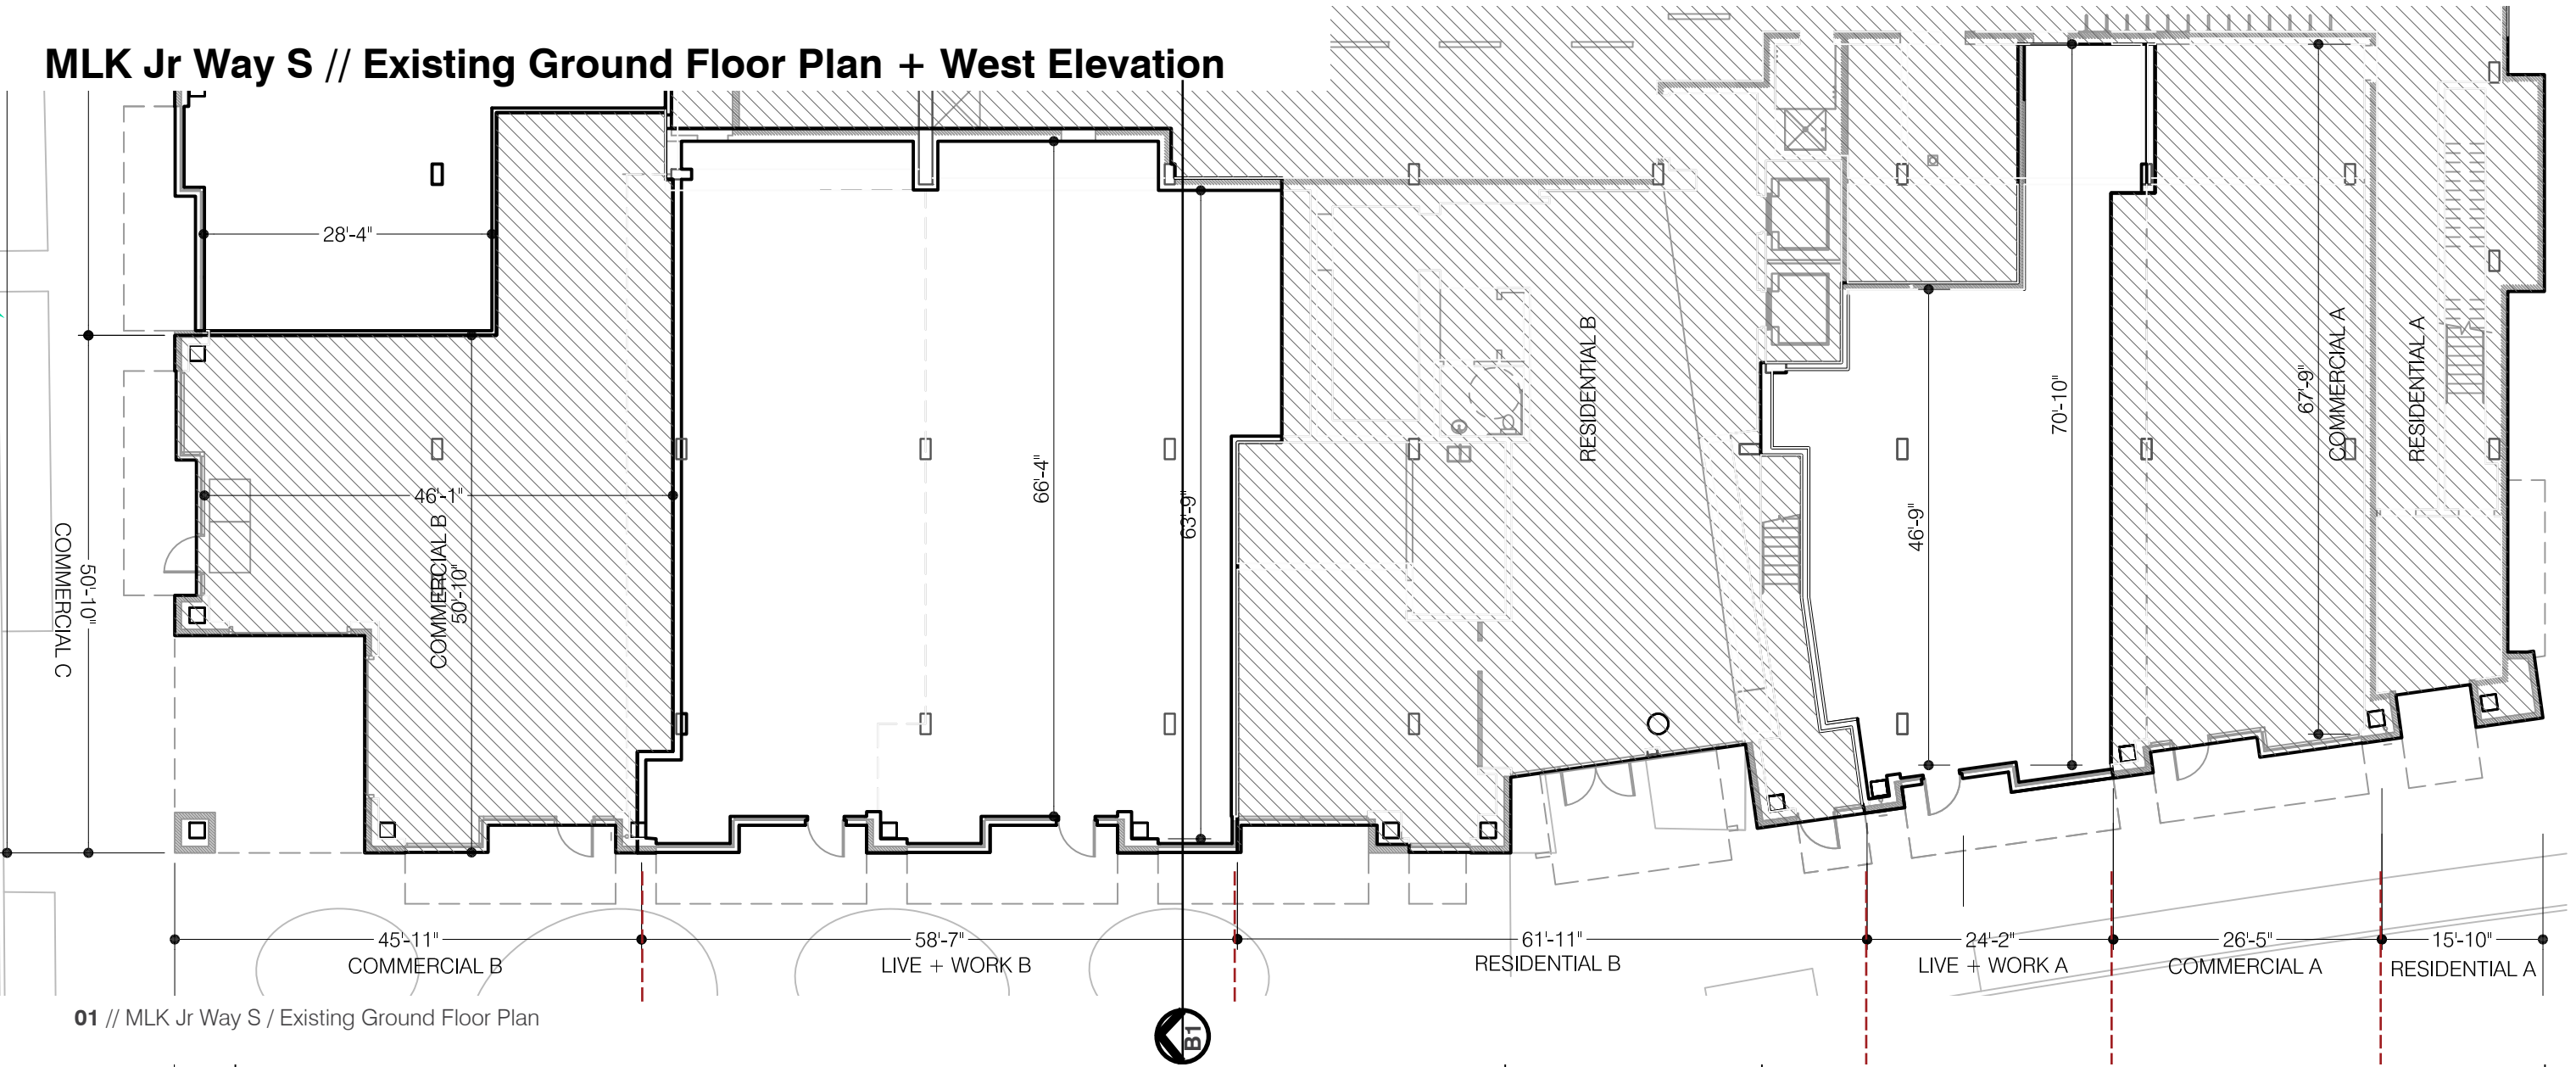 MLK Jr Way S // Existing Ground Floor Plan + West Elevation
28'-4"
46'-1"
COMMERCIAL C
50'-10"
COMMERCIAL B
50'-10"
66'-4"
63'-9"
RESIDENTIAL B
46'-9"
70'-10"
67'-9"
COMMERCIAL A
RESIDENTIAL A
45'-11"
58'-7"
61'-11"
24'-2"
26'-5"
15'-10"
COMMERCIAL B
LIVE + WORK B
RESIDENTIAL B
LIVE + WORK A
COMMERCIAL A
RESIDENTIAL A
01 // MLK Jr Way S / Existing Ground Floor Plan
B1